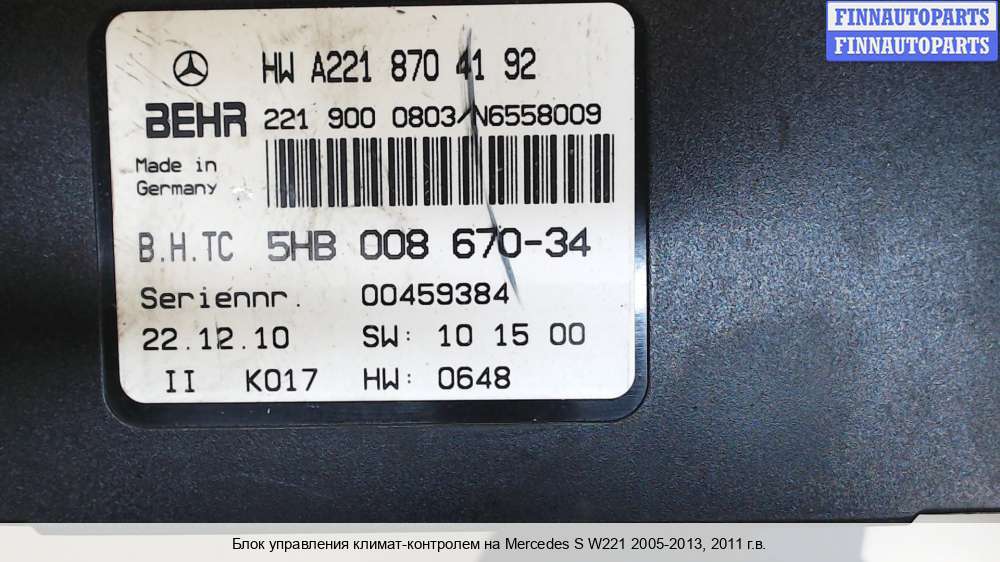 FINNAUTOPARTS
FINNAUTOPARTS
HW A221 870 41 92
BEHR 221 900 0803/N6558009
Made in
Germany
B.H.TC 5HB 008 670-34
Seriennr. 00459384
22.12.10 SW: 10 15 00
II K017 HW: 0648
Блок управления климат-контролем на Mercedes S W221 2005-2013, 2011 г.в.